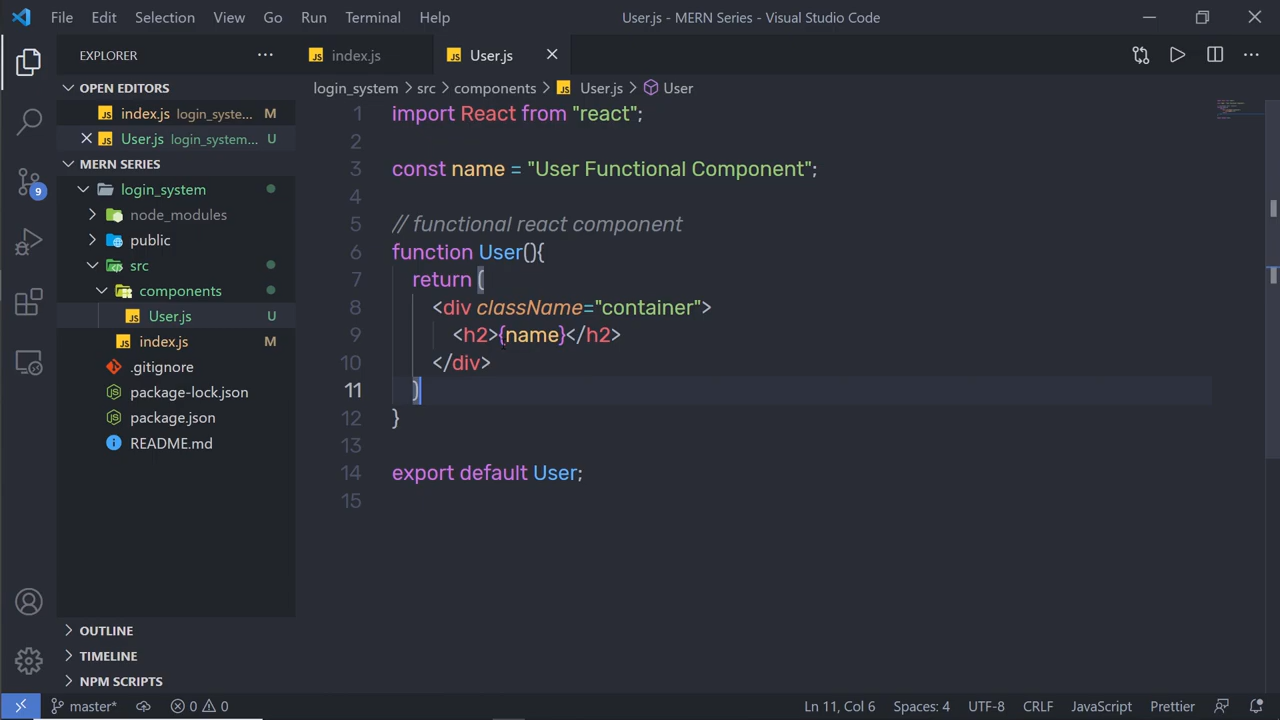 File Edit Selection View Go Run Terminal Help User.js - MERN Series - Visual Studio Code
EXPLORER
OPEN EDITORS
index.js login_syste... M
User.js login_system... U
MERN SERIES
login_system
node_modules
public
src
components
User.js U
index.js M
.gitignore
package-lock.json
package.json
README.md
OUTLINE
TIMELINE
NPM SCRIPTS
9
index.js User.js
login_system > src > components > User.js > User
1 import React from "react";
2
3 const name = "User Functional Component";
4
5 // functional react component
6 function User(){
7 return (
8 <div className="container">
9 <h2>{name}</h2>
10 </div>
11 )
12 }
13
14 export default User;
15
master* 0 0 Ln 11, Col 6 Spaces: 4 UTF-8 CRLF JavaScript Prettier